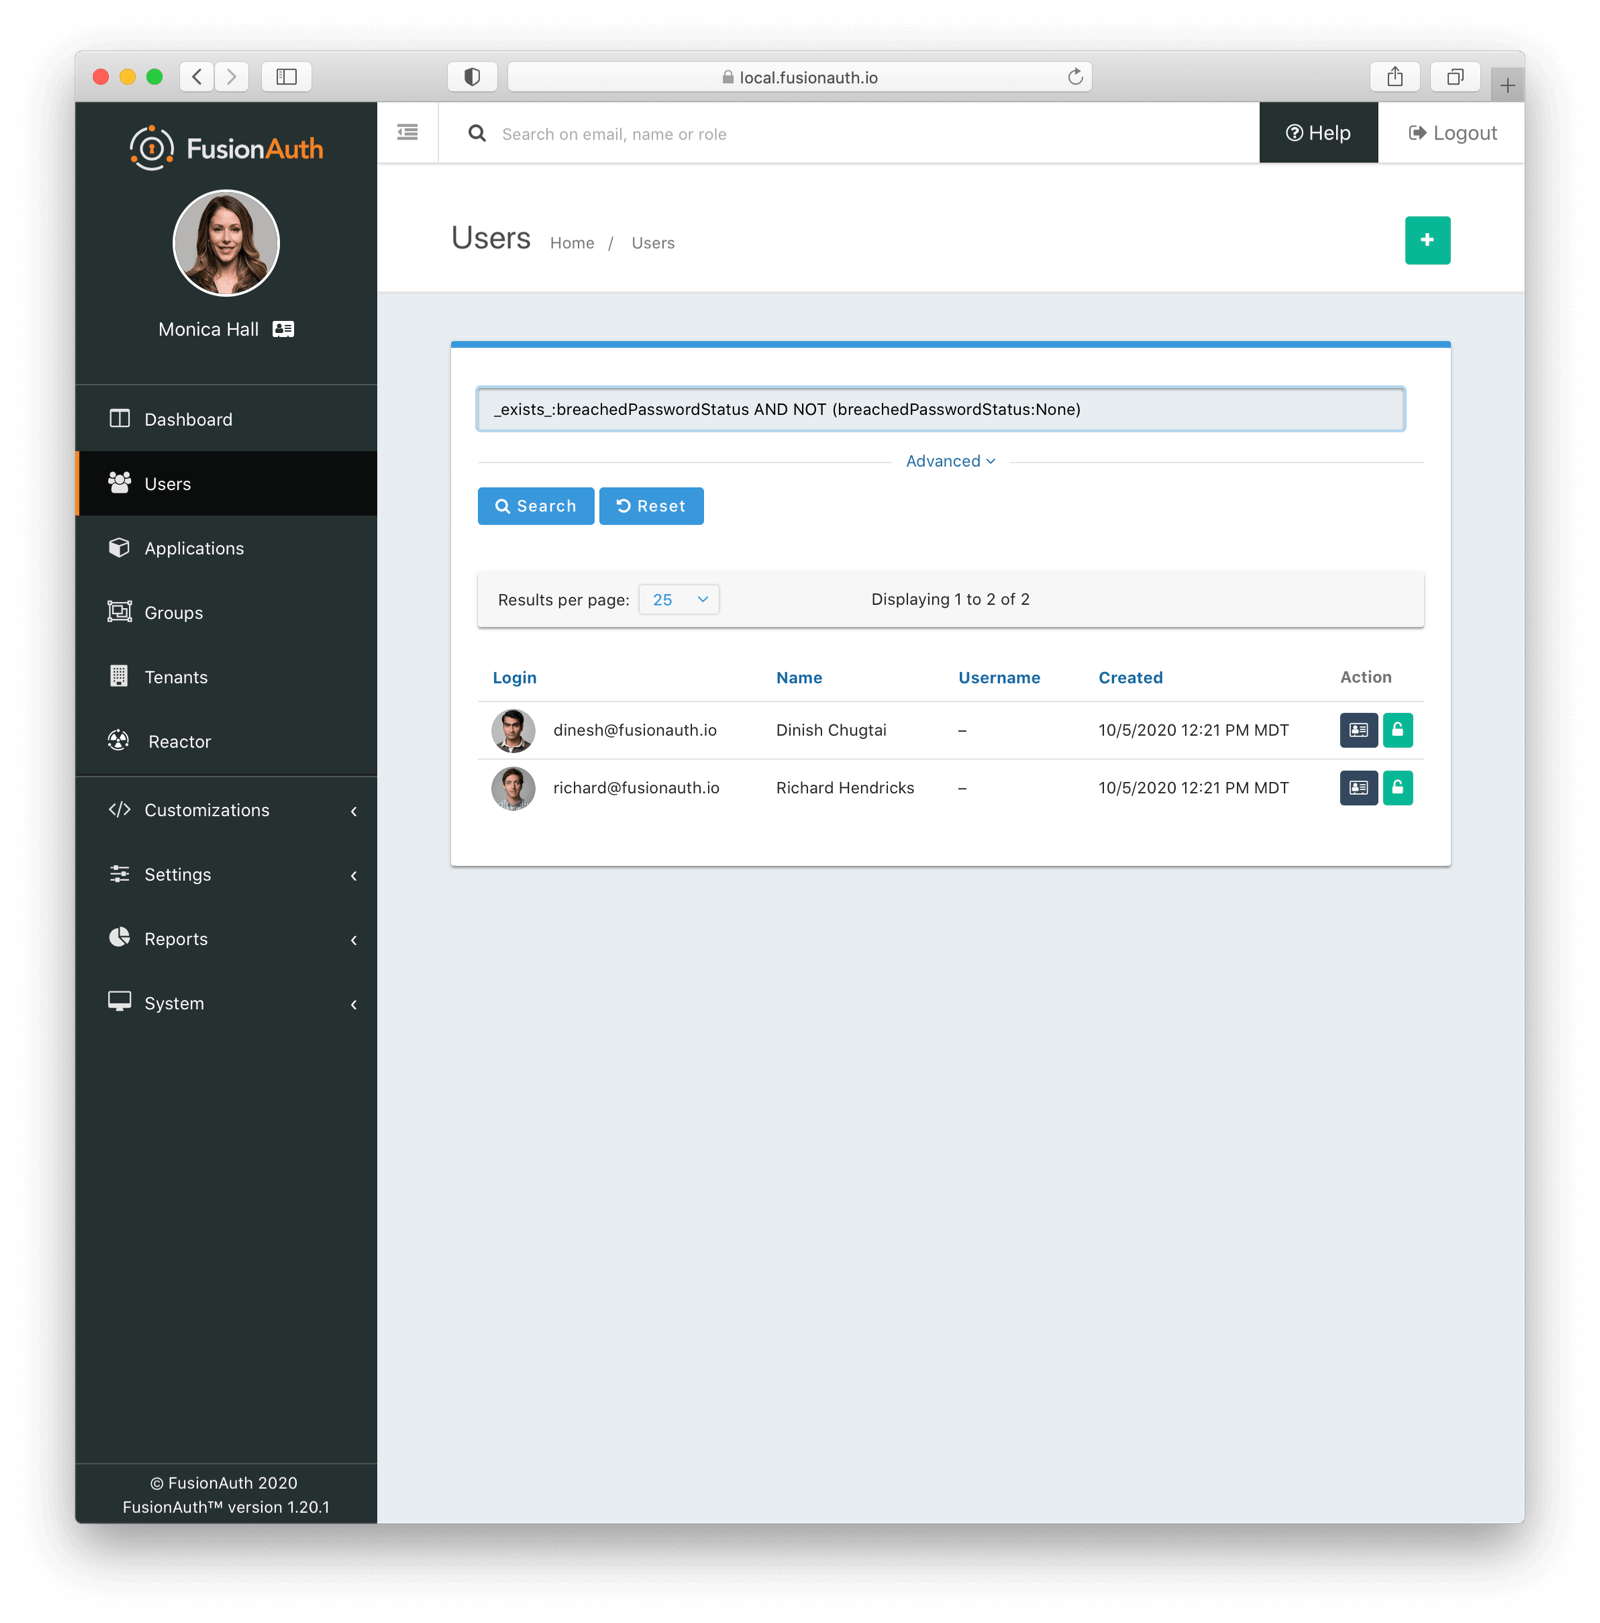 local.fusionauth.io
FusionAuth
Search on email, name or role
Help
Logout
Monica Hall
Users
Home / Users
Dashboard
Users
Applications
Groups
Tenants
Reactor
Customizations
Settings
Reports
System
_exists_:breachedPasswordStatus AND NOT (breachedPasswordStatus:None)
Advanced
Search
Reset
Results per page: 25
Displaying 1 to 2 of 2
Login Name Username Created Action
dinesh@fusionauth.io Dinish Chugtai – 10/5/2020 12:21 PM MDT
richard@fusionauth.io Richard Hendricks – 10/5/2020 12:21 PM MDT
© FusionAuth 2020
FusionAuth™ version 1.20.1